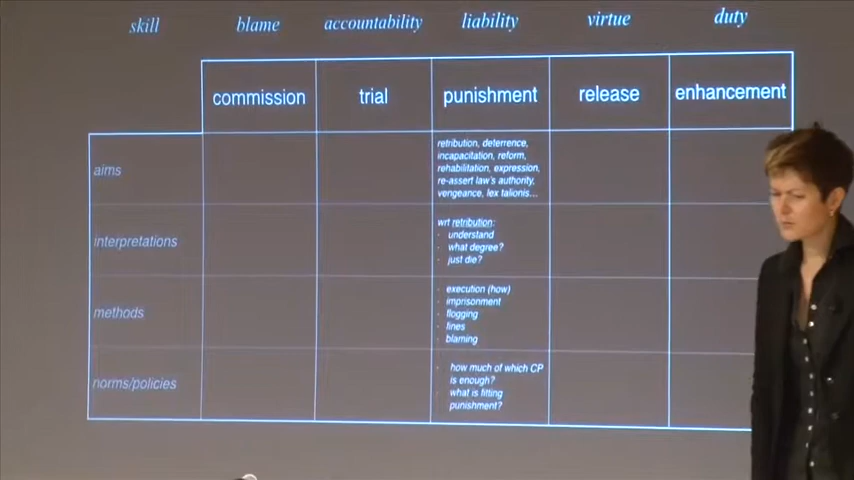 skill blame accountability liability virtue duty
commission trial punishment release enhancement
aims
retribution, deterrence,
incapacitation, reform,
rehabilitation, expression,
re-assert law's authority,
vengeance, lex talionis...
interpretations
wrt retribution:
· understand
· what degree?
· just die?
methods
· execution (how)
· imprisonment
· flogging
· fines
· blaming
norms/policies
· how much of which CP
is enough?
· what is fitting
punishment?